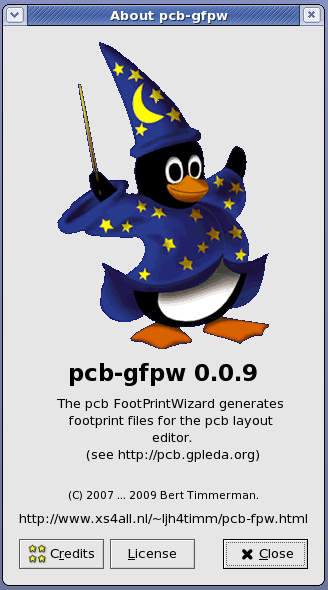 About pcb-gfpw
pcb-gfpw 0.0.9
The pcb FootPrintWizard generates
footprint files for the pcb layout
editor.
(see http://pcb.gpleda.org)
(C) 2007 ... 2009 Bert Timmerman.
http://www.xs4all.nl/~ljh4timm/pcb-fpw.html
Credits License Close